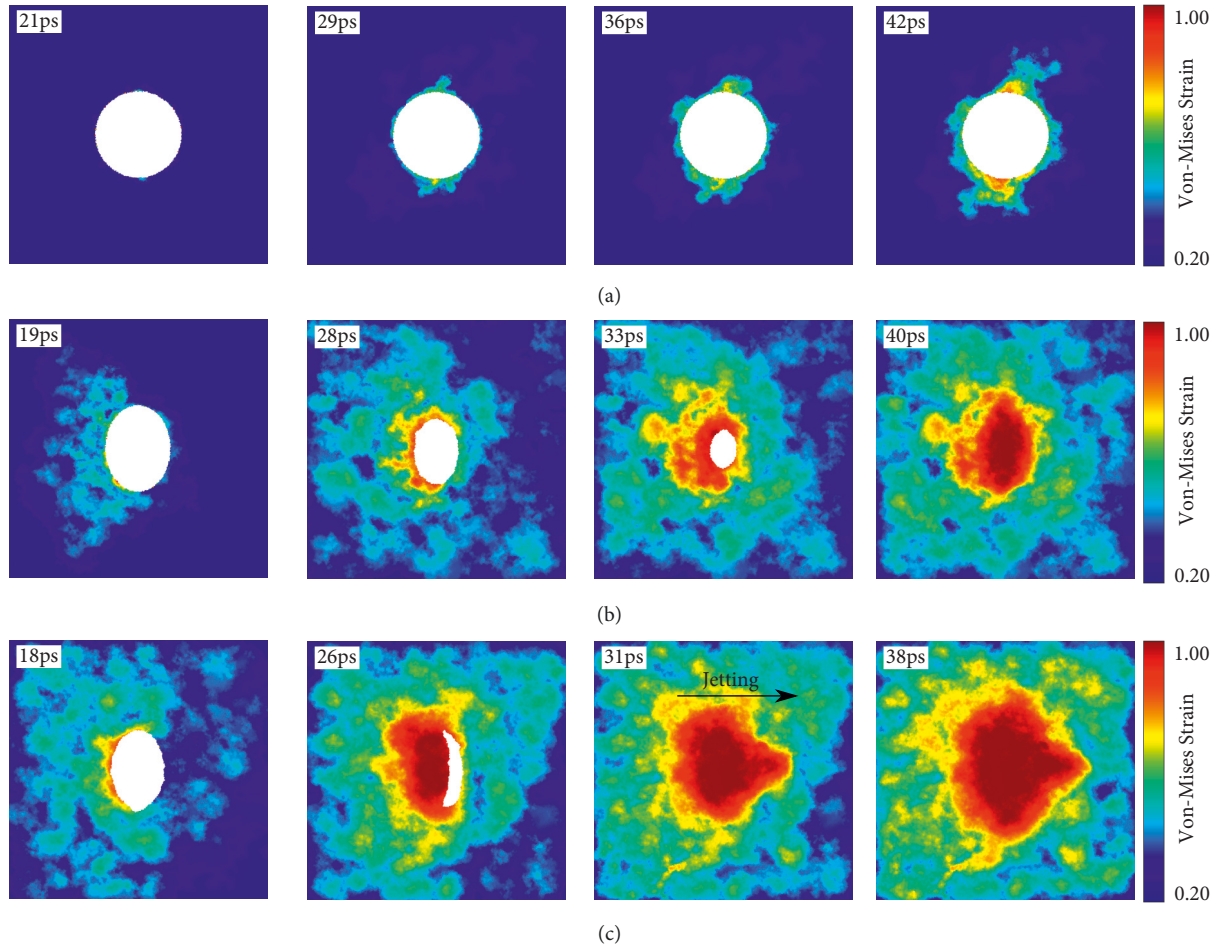 21ps
29ps
36ps
42ps
1.00
Von-Mises Strain
0.20
(a)
19ps
28ps
33ps
40ps
1.00
Von-Mises Strain
0.20
(b)
18ps
26ps
31ps
Jetting
38ps
1.00
Von-Mises Strain
0.20
(c)